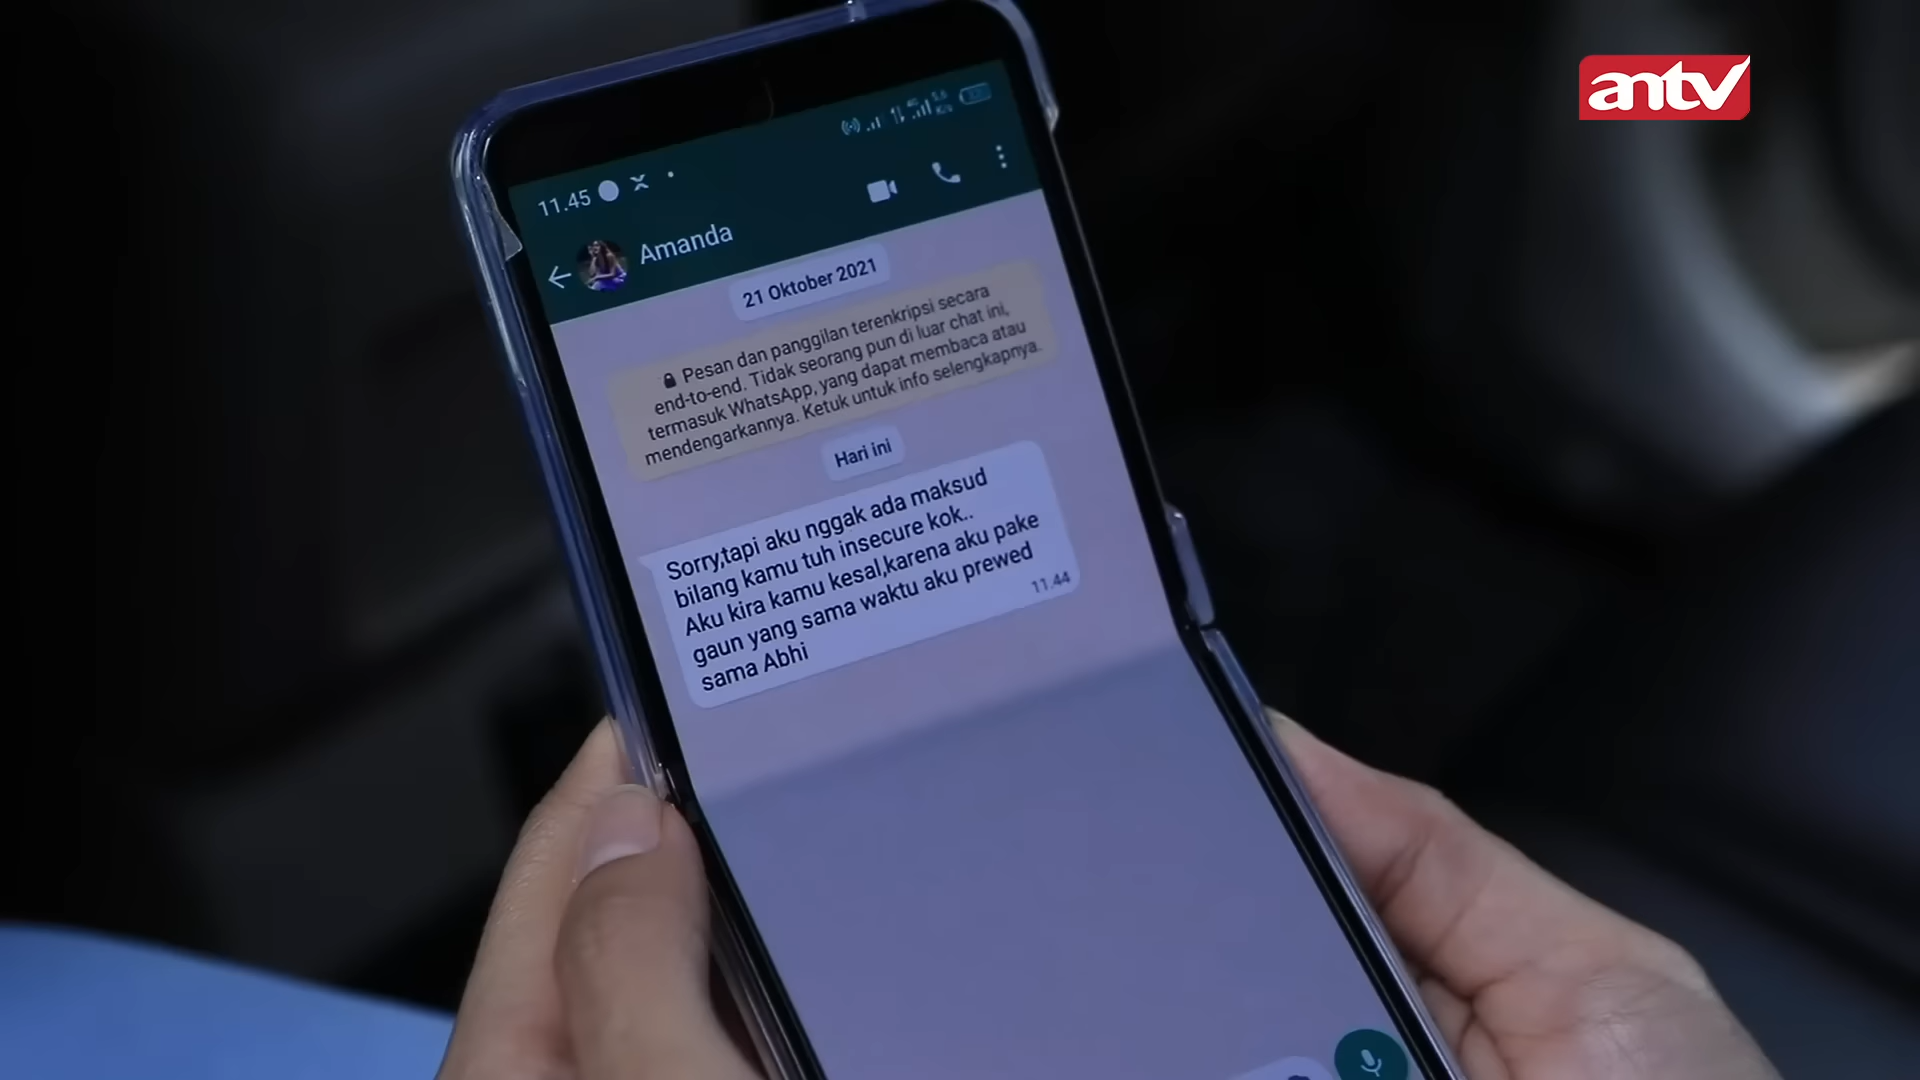 antv
11.45
Amanda
21 Oktober 2021
Pesan dan panggilan terenkripsi secara
end-to-end. Tidak seorang pun di luar chat ini,
termasuk WhatsApp, yang dapat membaca atau
mendengarkannya. Ketuk untuk info selengkapnya.
Hari ini
Sorry,tapi aku nggak ada maksud
bilang kamu tuh insecure kok..
Aku kira kamu kesal,karena aku pake
gaun yang sama waktu aku prewed
sama Abhi
11.44